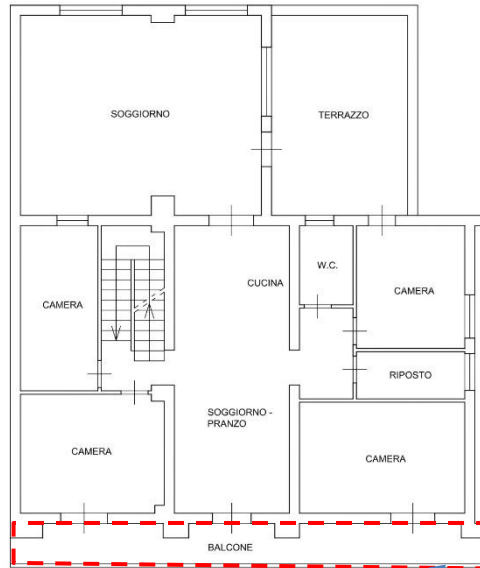 SOGGIORNO
TERRAZZO
W.C.
CUCINA
CAMERA
CAMERA
RIPOSTO
SOGGIORNO -
PRANZO
CAMERA
CAMERA
BALCONE